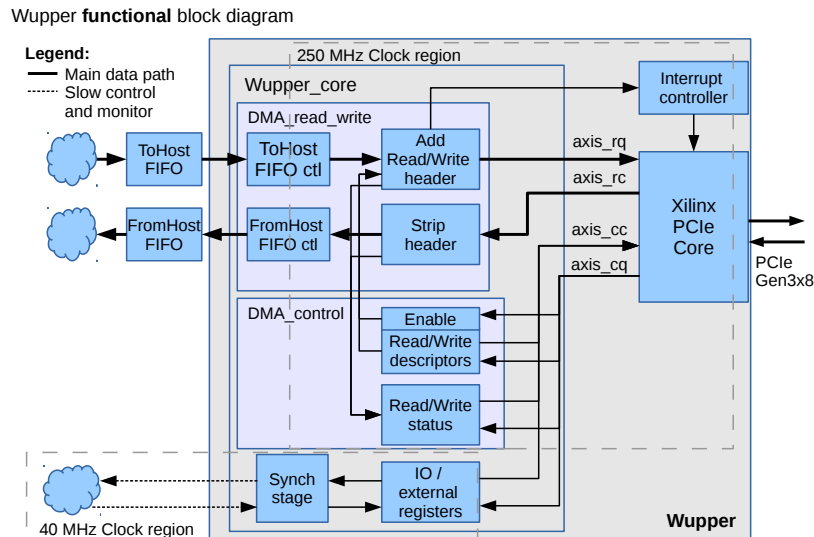 Wupper functional block diagram
Legend:
Main data path
Slow control
and monitor
250 MHz Clock region
Wupper_core
DMA_read_write
ToHost
FIFO
ToHost
FIFO ctl
Add
Read/Write
header
Interrupt
controller
axis_rq
axis_rc
axis_cc
axis_cq
FromHost
FIFO
FromHost
FIFO ctl
Strip
header
Xilinx
PCIe
Core
PCIe
Gen3x8
DMA_control
Enable
Read/Write
descriptors
Read/Write
status
Synch
stage
IO /
external
registers
40 MHz Clock region
Wupper